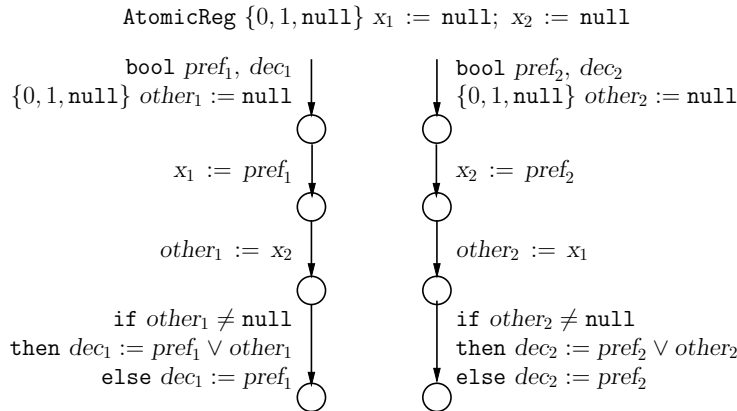 AtomicReg {0, 1, null} x₁ := null; x₂ := null
bool pref₁, dec₁
{0, 1, null} other₁ := null
x₁ := pref₁
other₁ := x₂
if other₁ ≠ null
then dec₁ := pref₁ ∨ other₁
else dec₁ := pref₁
bool pref₂, dec₂
{0, 1, null} other₂ := null
x₂ := pref₂
other₂ := x₁
if other₂ ≠ null
then dec₂ := pref₂ ∨ other₂
else dec₂ := pref₂